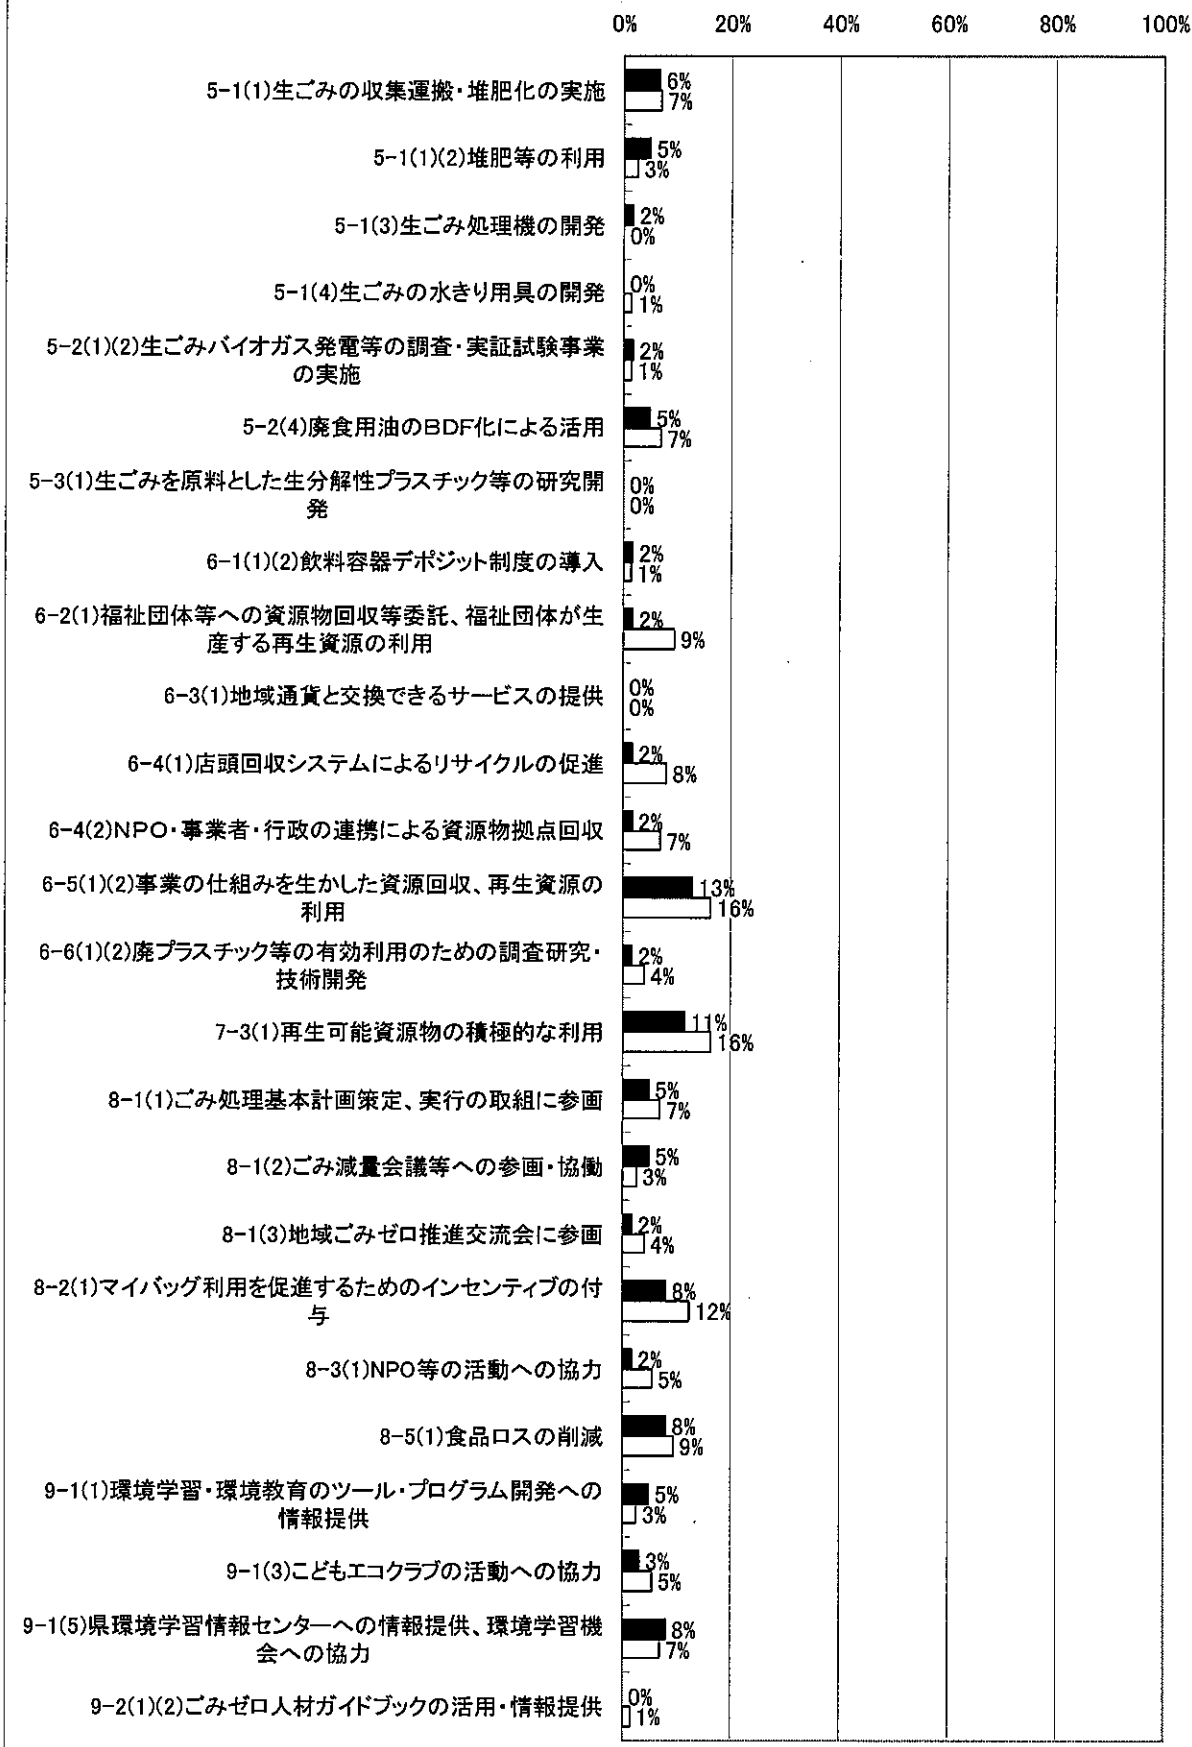 0% 20% 40% 60% 80% 100%
5-1(1)生ごみの収集運搬・堆肥化の実施
6%
7%
5-1(1)(2)堆肥等の利用
5%
3%
5-1(3)生ごみ処理機の開発
2%
0%
5-1(4)生ごみの水きり用具の開発
0%
1%
5-2(1)(2)生ごみバイオガス発電等の調査・実証試験事業
の実施
2%
1%
5-2(4)廃食用油のBDF化による活用
5%
7%
5-3(1)生ごみを原料とした生分解性プラスチック等の研究開
発
0%
0%
6-1(1)(2)飲料容器デポジット制度の導入
2%
1%
6-2(1)福祉団体等への資源物回収等委託、福祉団体が生
産する再生資源の利用
2%
9%
6-3(1)地域通貨と交換できるサービスの提供
0%
0%
6-4(1)店頭回収システムによるリサイクルの促進
2%
8%
6-4(2)NPO・事業者・行政の連携による資源物拠点回収
2%
7%
6-5(1)(2)事業の仕組みを生かした資源回収、再生資源の
利用
13%
16%
6-6(1)(2)廃プラスチック等の有効利用のための調査研究・
技術開発
2%
4%
7-3(1)再生可能資源物の積極的な利用
11%
16%
8-1(1)ごみ処理基本計画策定、実行の取組に参画
5%
7%
8-1(2)ごみ減量会議等への参画・協働
5%
3%
8-1(3)地域ごみゼロ推進交流会に参画
2%
4%
8-2(1)マイバッグ利用を促進するためのインセンティブの付
与
8%
12%
8-3(1)NPO等の活動への協力
2%
5%
8-5(1)食品ロスの削減
8%
9%
9-1(1)環境学習・環境教育のツール・プログラム開発への
情報提供
5%
3%
9-1(3)こどもエコクラブの活動への協力
3%
5%
9-1(5)県環境学習情報センターへの情報提供、環境学習機
会への協力
8%
7%
9-2(1)(2)ごみゼロ人材ガイドブックの活用・情報提供
0%
1%